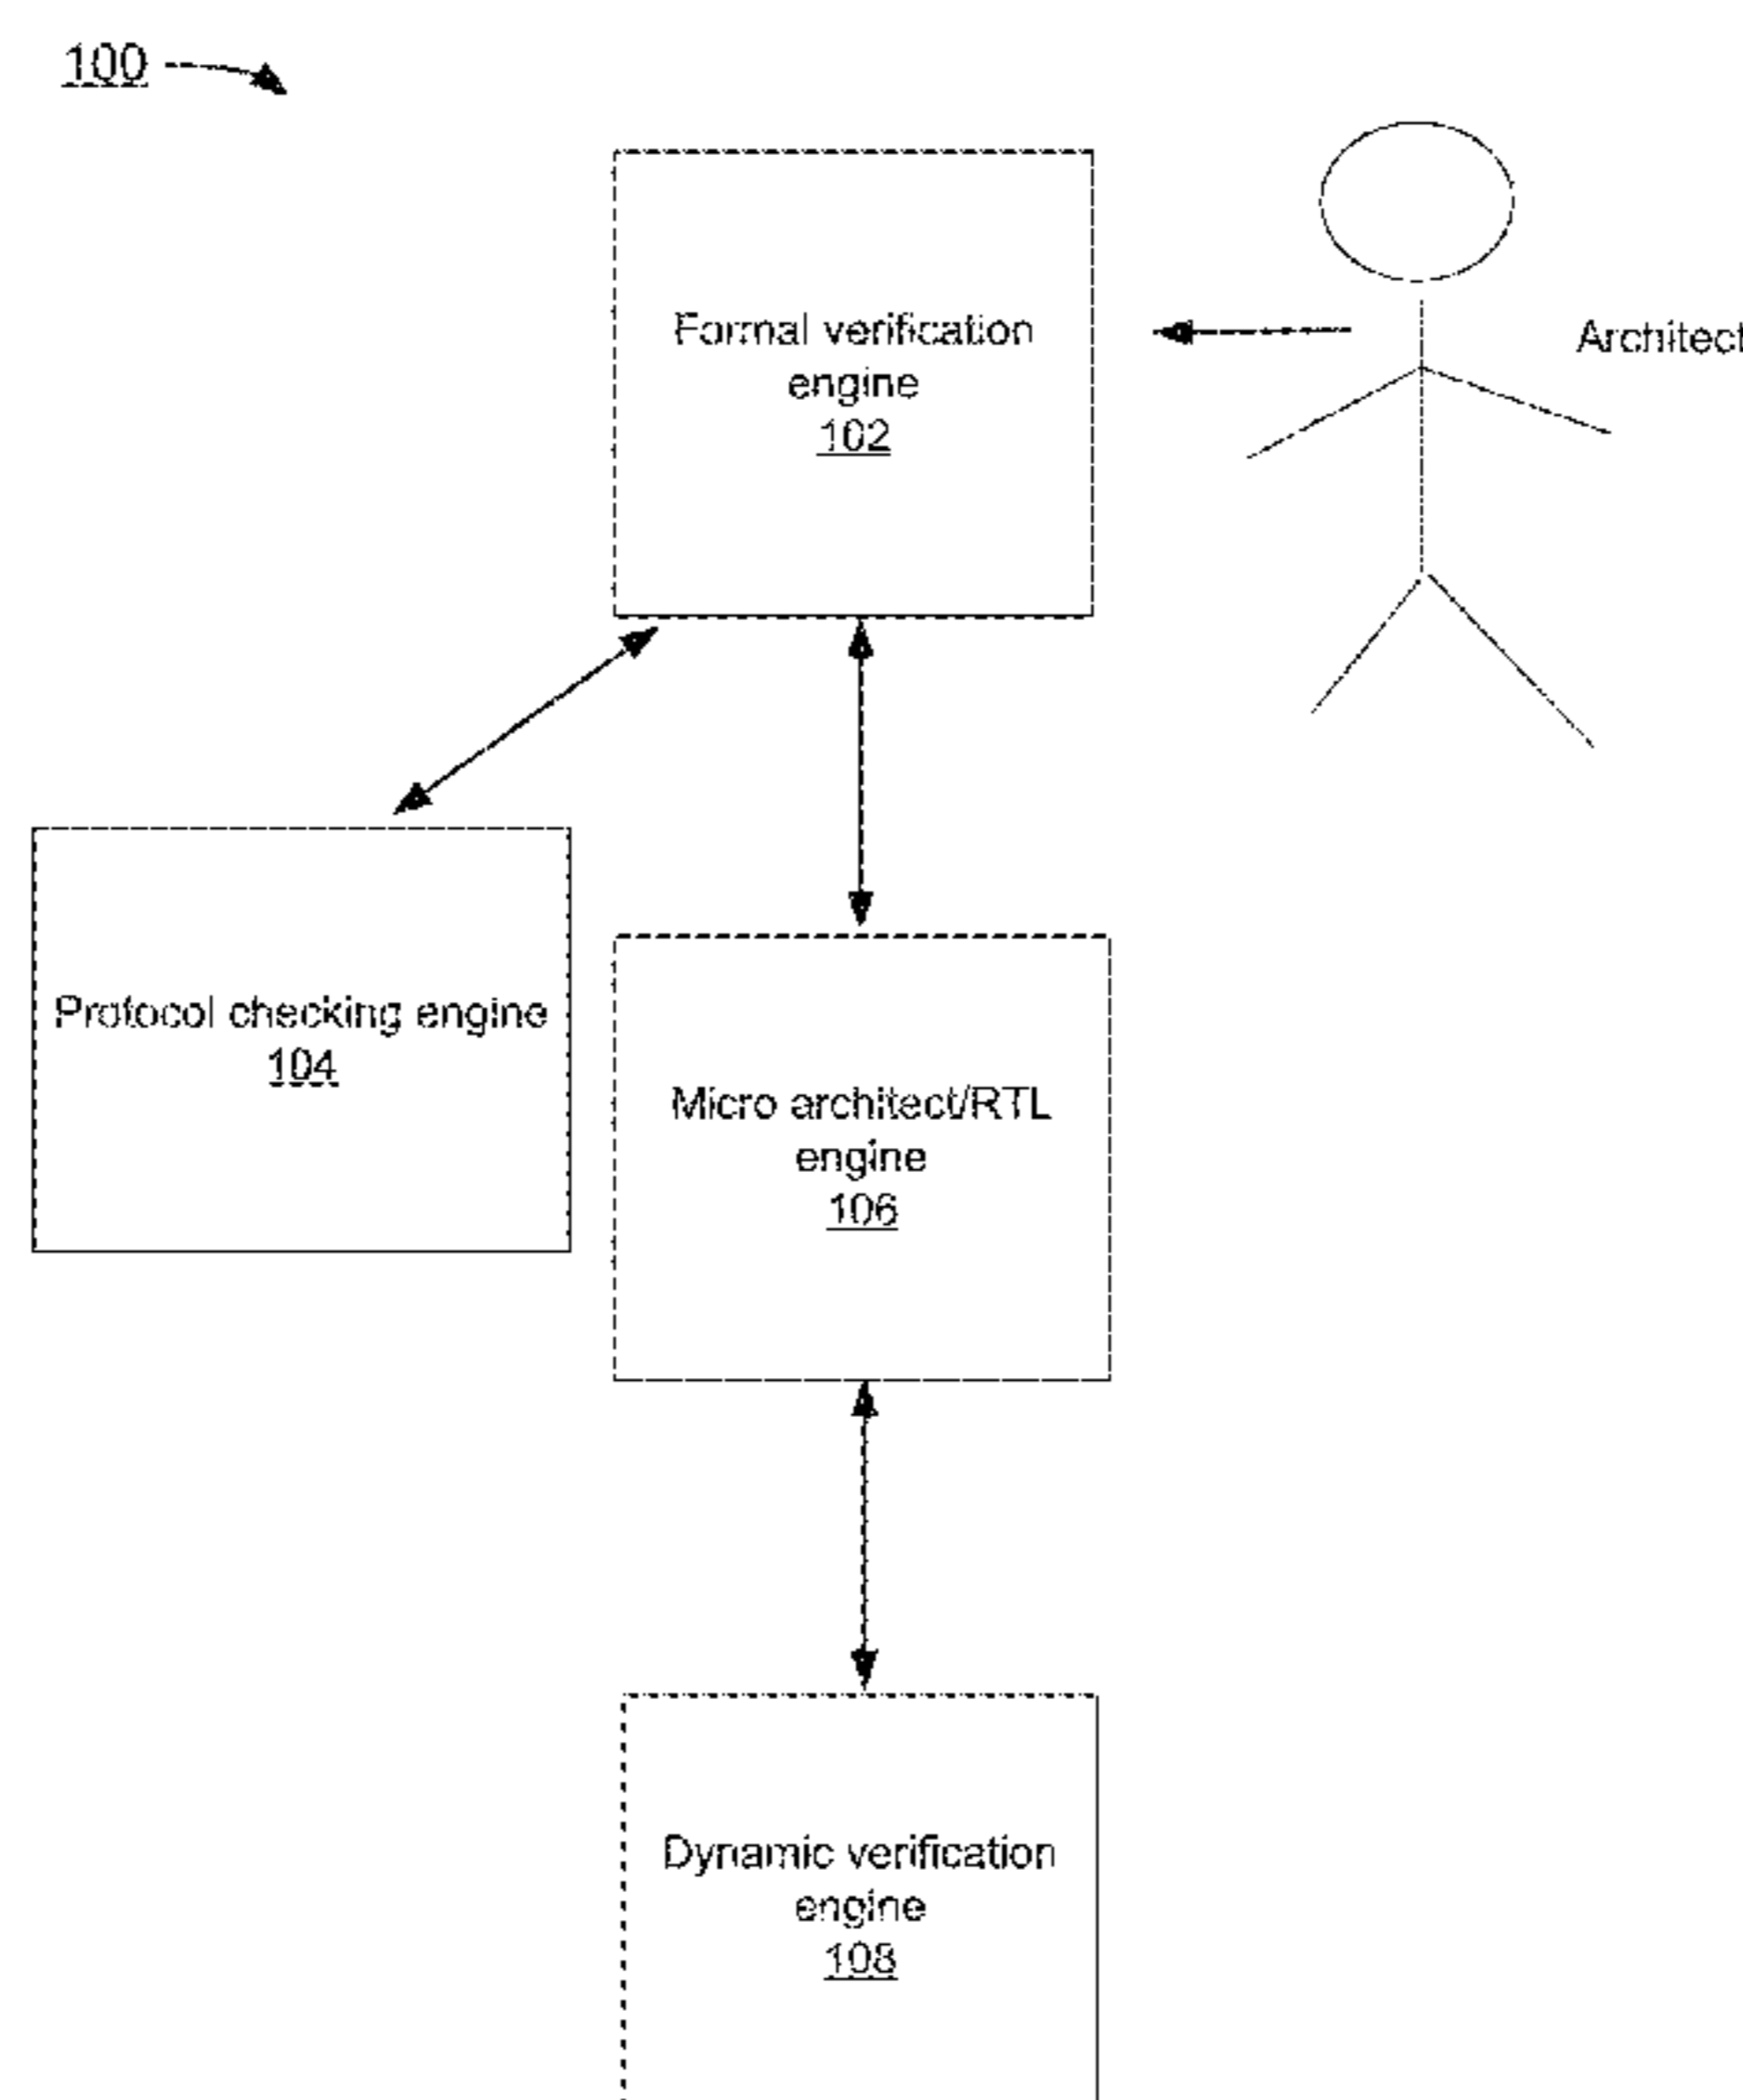 100
Formal verification
engine
102
Architect
Protocol checking engine
104
Micro architect/RTL
engine
106
Dynamic verification
engine
108